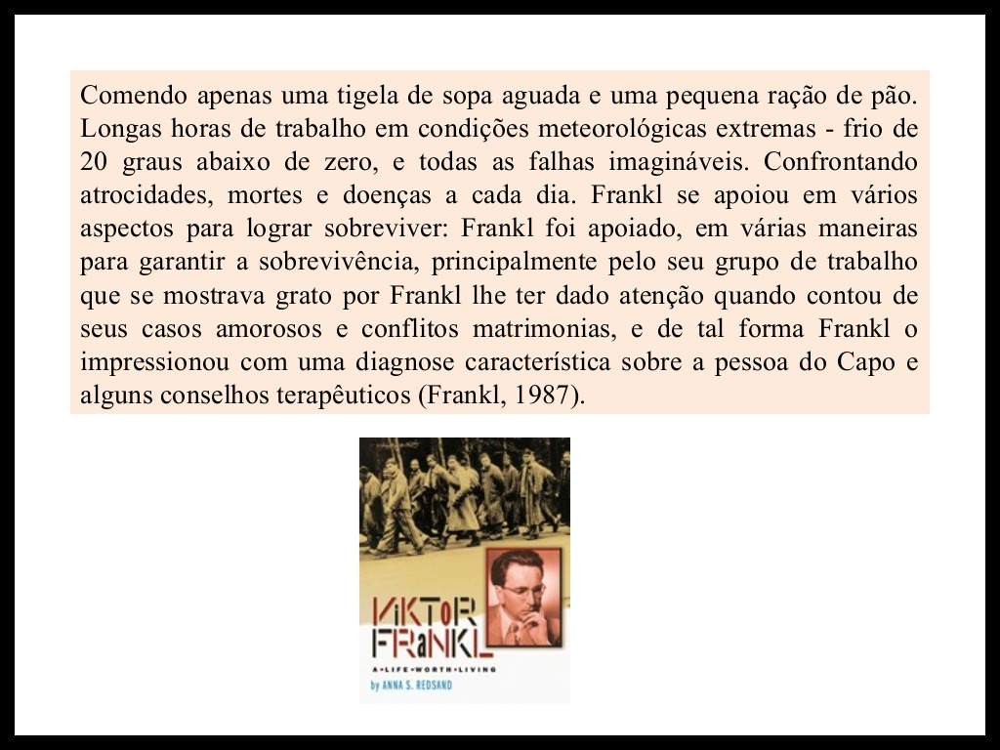 Comendo apenas uma tigela de sopa aguada e uma pequena ração de pão.
Longas horas de trabalho em condições meteorológicas extremas - frio de
20 graus abaixo de zero, e todas as falhas imagináveis. Confrontando
atrocidades, mortes e doenças a cada dia. Frankl se apoiou em vários
aspectos para lograr sobreviver: Frankl foi apoiado, em várias maneiras
para garantir a sobrevivência, principalmente pelo seu grupo de trabalho
que se mostrava grato por Frankl lhe ter dado atenção quando contou de
seus casos amorosos e conflitos matrimonias, e de tal forma Frankl o
impressionou com uma diagnose característica sobre a pessoa do Capo e
alguns conselhos terapêuticos (Frankl, 1987).
ViKToR
FRaNKL
A•LIFE•WORTH•LIVING
by ANNA S. REDSAND